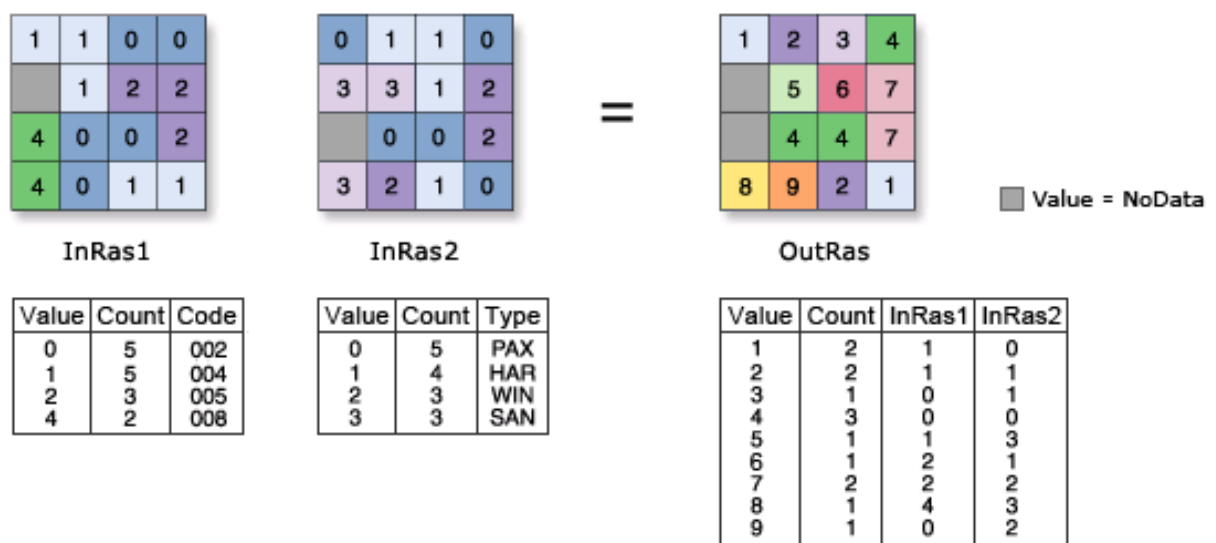 1 1 0 0 0 1 1 0 1 2 3 4
1 2 2 3 3 1 2 = 5 6 7
4 0 0 2 0 0 2 4 4 7
4 0 1 1 3 2 1 0 8 9 2 1
Value = NoData
InRas1 InRas2 OutRas
Value Count Code Value Count Type Value Count InRas1 InRas2
0 5 002 0 5 PAX 1 2 1 0
1 5 004 1 4 HAR 2 2 1 1
2 3 005 2 3 WIN 3 1 0 1
4 2 008 3 3 SAN 4 3 0 0
5 1 1 3
6 1 2 1
7 2 2 2
8 1 4 3
9 1 0 2